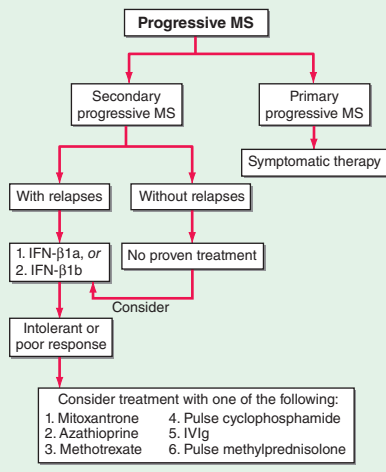 Progressive MS
Secondary
progressive MS
Primary
progressive MS
Symptomatic therapy
With relapses
Without relapses
1. IFN-β1a, or
2. IFN-β1b
No proven treatment
Consider
Intolerant or
poor response
Consider treatment with one of the following:
1. Mitoxantrone
2. Azathioprine
3. Methotrexate
4. Pulse cyclophosphamide
5. IVIg
6. Pulse methylprednisolone